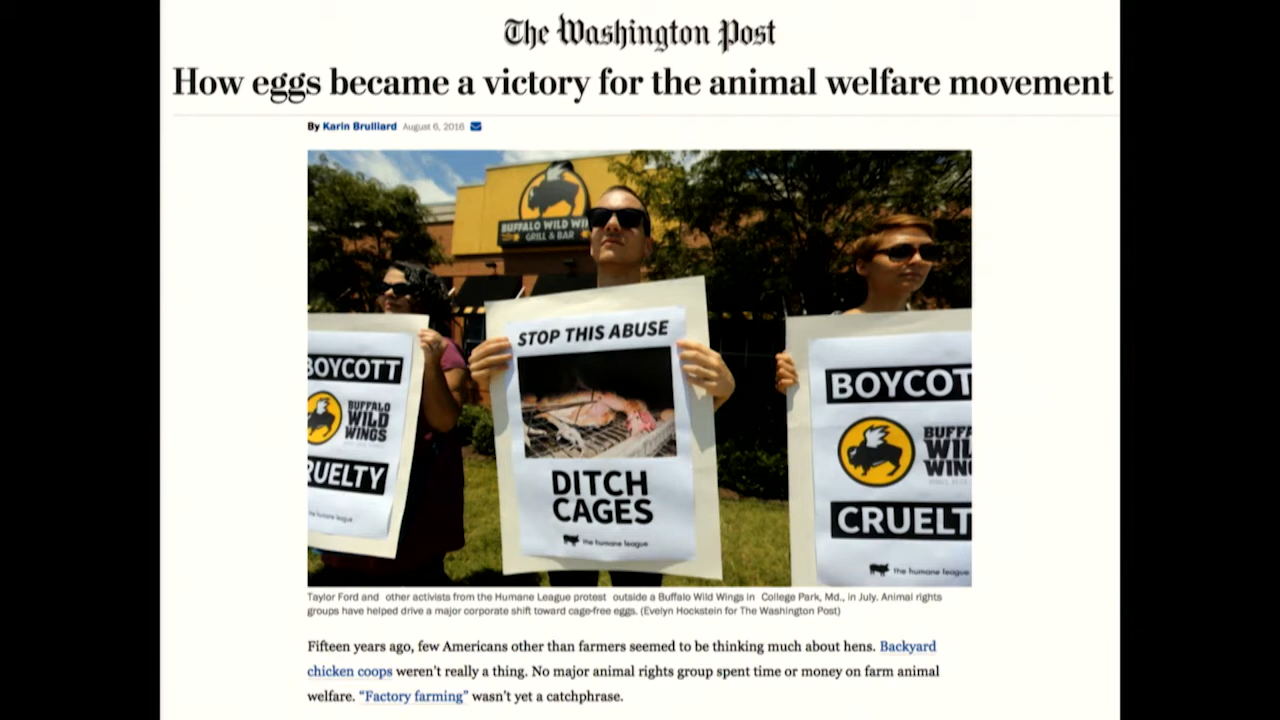 The Washington Post
How eggs became a victory for the animal welfare movement
By Karin Brulliard August 6, 2016
BUFFALO WILD WI
GRILL & BAR
BOYCOTT
BUFFALO
WILD
WINGS
RUELTY
the humane league
STOP THIS ABUSE
DITCH
CAGES
the humane league
BOYCOT
BUFF
WIL
WIN
CRUELT
the humane league
Taylor Ford and other activists from the Humane League protest outside a Buffalo Wild Wings in College Park, Md., in July. Animal rights
groups have helped drive a major corporate shift toward cage-free eggs. (Evelyn Hockstein for The Washington Post)
Fifteen years ago, few Americans other than farmers seemed to be thinking much about hens. Backyard
chicken coops weren't really a thing. No major animal rights group spent time or money on farm animal
welfare. “Factory farming” wasn't yet a catchphrase.